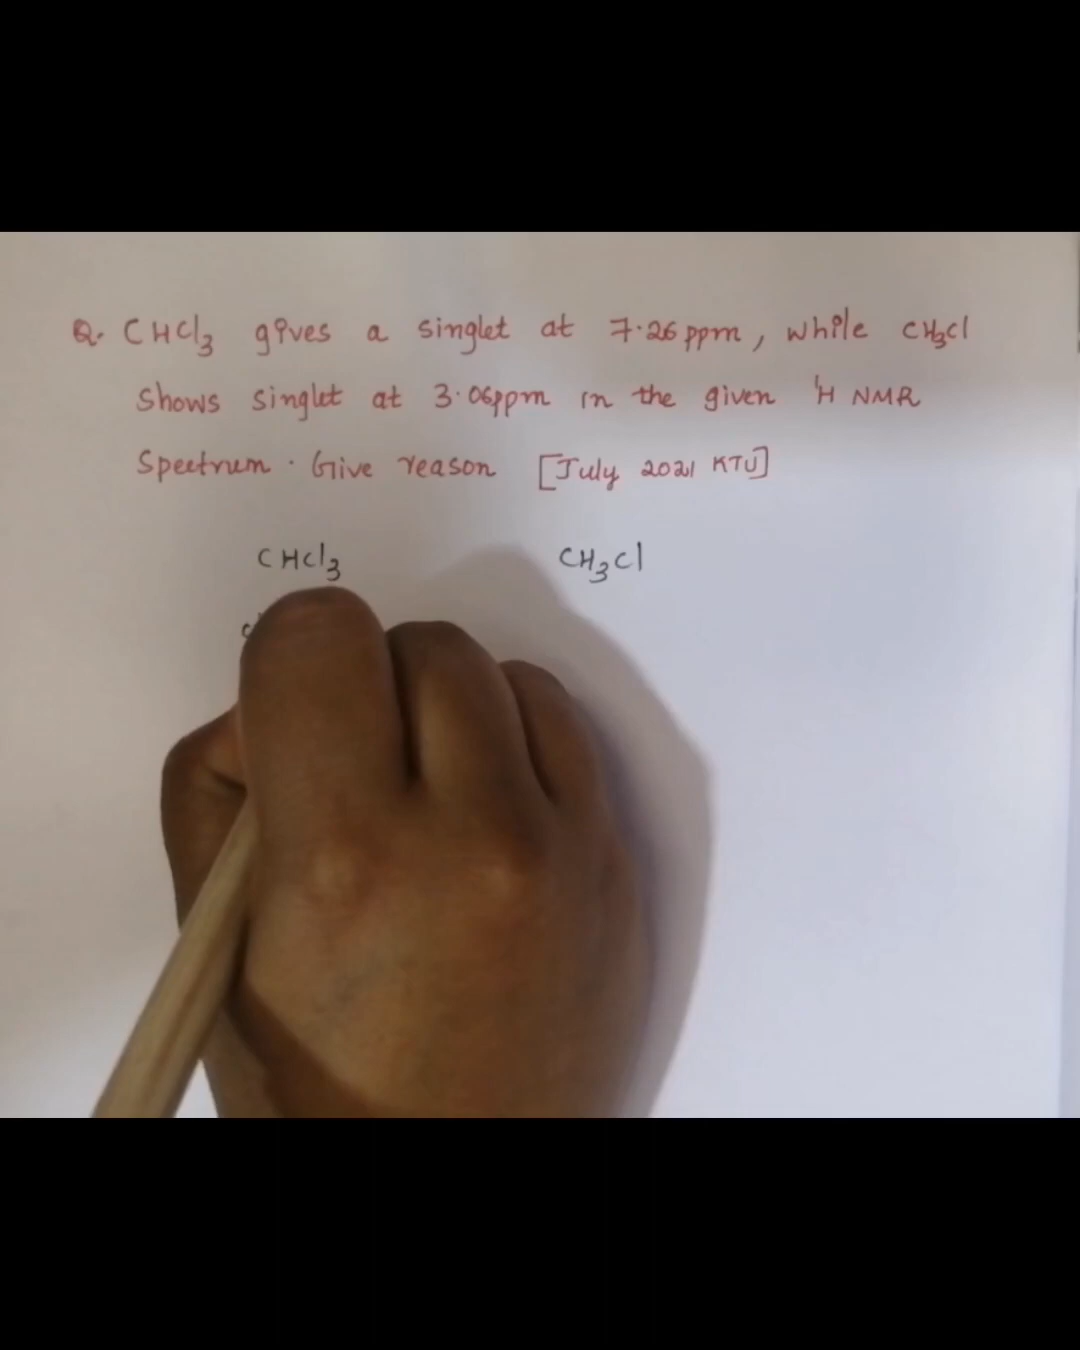 Q. CHCl3 gives a singlet at 7.26 ppm, while CH3Cl
shows singlet at 3.06ppm in the given 1H NMR
Spectrum. Give reason [July 2021 KTU]
CHCl3 CH3Cl